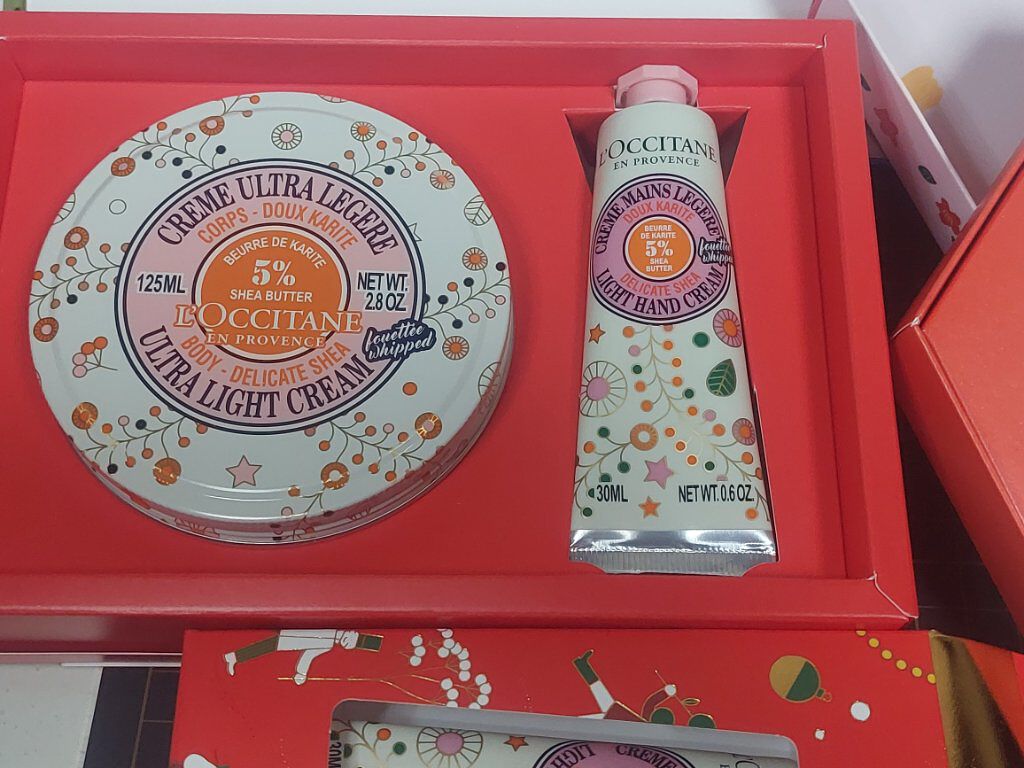 CREME ULTRA LEGERE
CORPS - DOUX KARITE
BEURRE DE KARITE
5%
SHEA BUTTER
125ML
NET WT.
2.8 OZ
L'OCCITANE
EN PROVENCE
fouettée
whipped
BODY - DELICATE SHEA
ULTRA LIGHT CREAM
L'OCCITANE
EN PROVENCE
CREME MAINS LEGERE
DOUX KARITE
BEURRE
DE KARITE
5%
SHEA
BUTTER
DELICATE SHEA
LIGHT HAND CREAM
30ML
NET WT. 0.6 OZ.
CREME